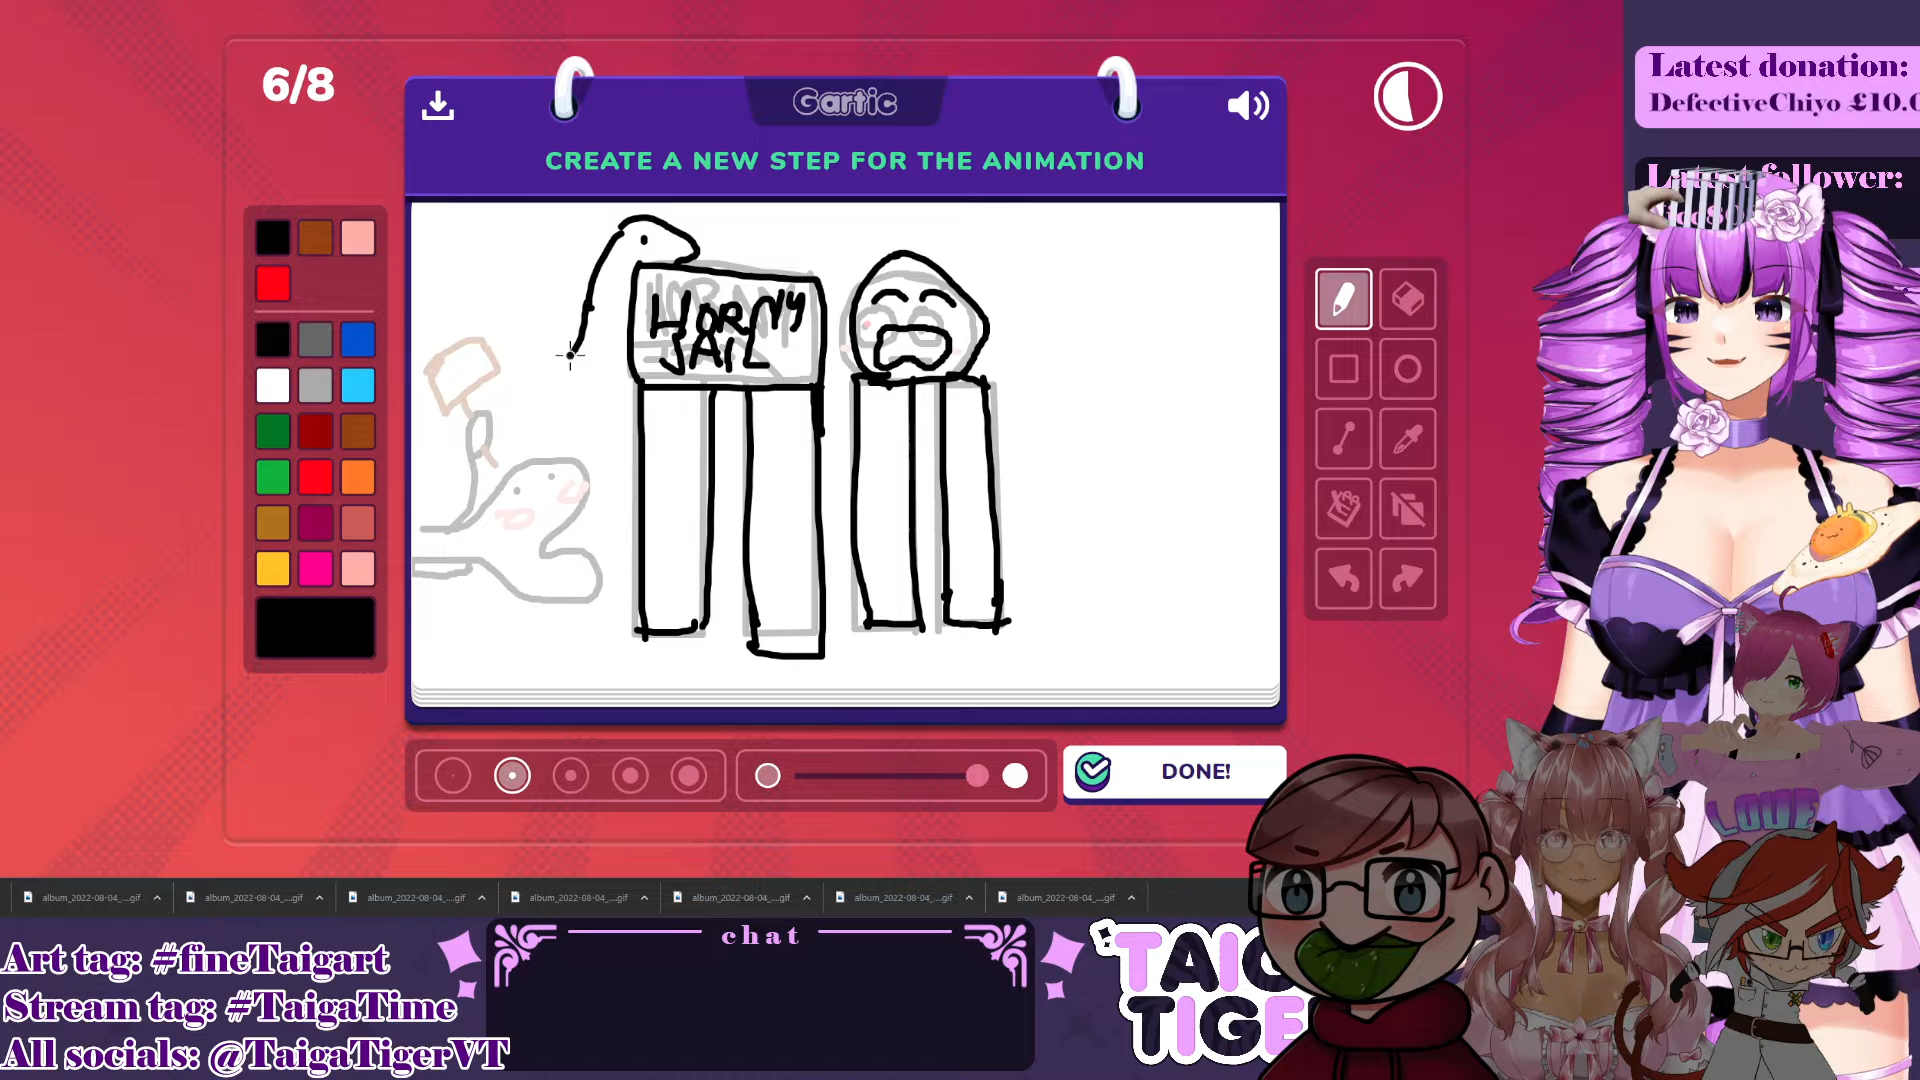 6/8
Gartic
CREATE A NEW STEP FOR THE ANIMATION
HORNY
JAIL
DONE!
Latest donation:
DefectiveChiyo £10.0
Latest follower:
album_2022-08-04_....gif
album_2022-08-04_....gif
album_2022-08-04_....gif
album_2022-08-04_....gif
album_2022-08-04_....gif
album_2022-08-04_....gif
album_2022-08-04_....gif
LOVE
Art tag: #fineTaigart
Stream tag: #TaigaTime
All socials: @TaigaTigerVT
chat
TAIG
TIGE